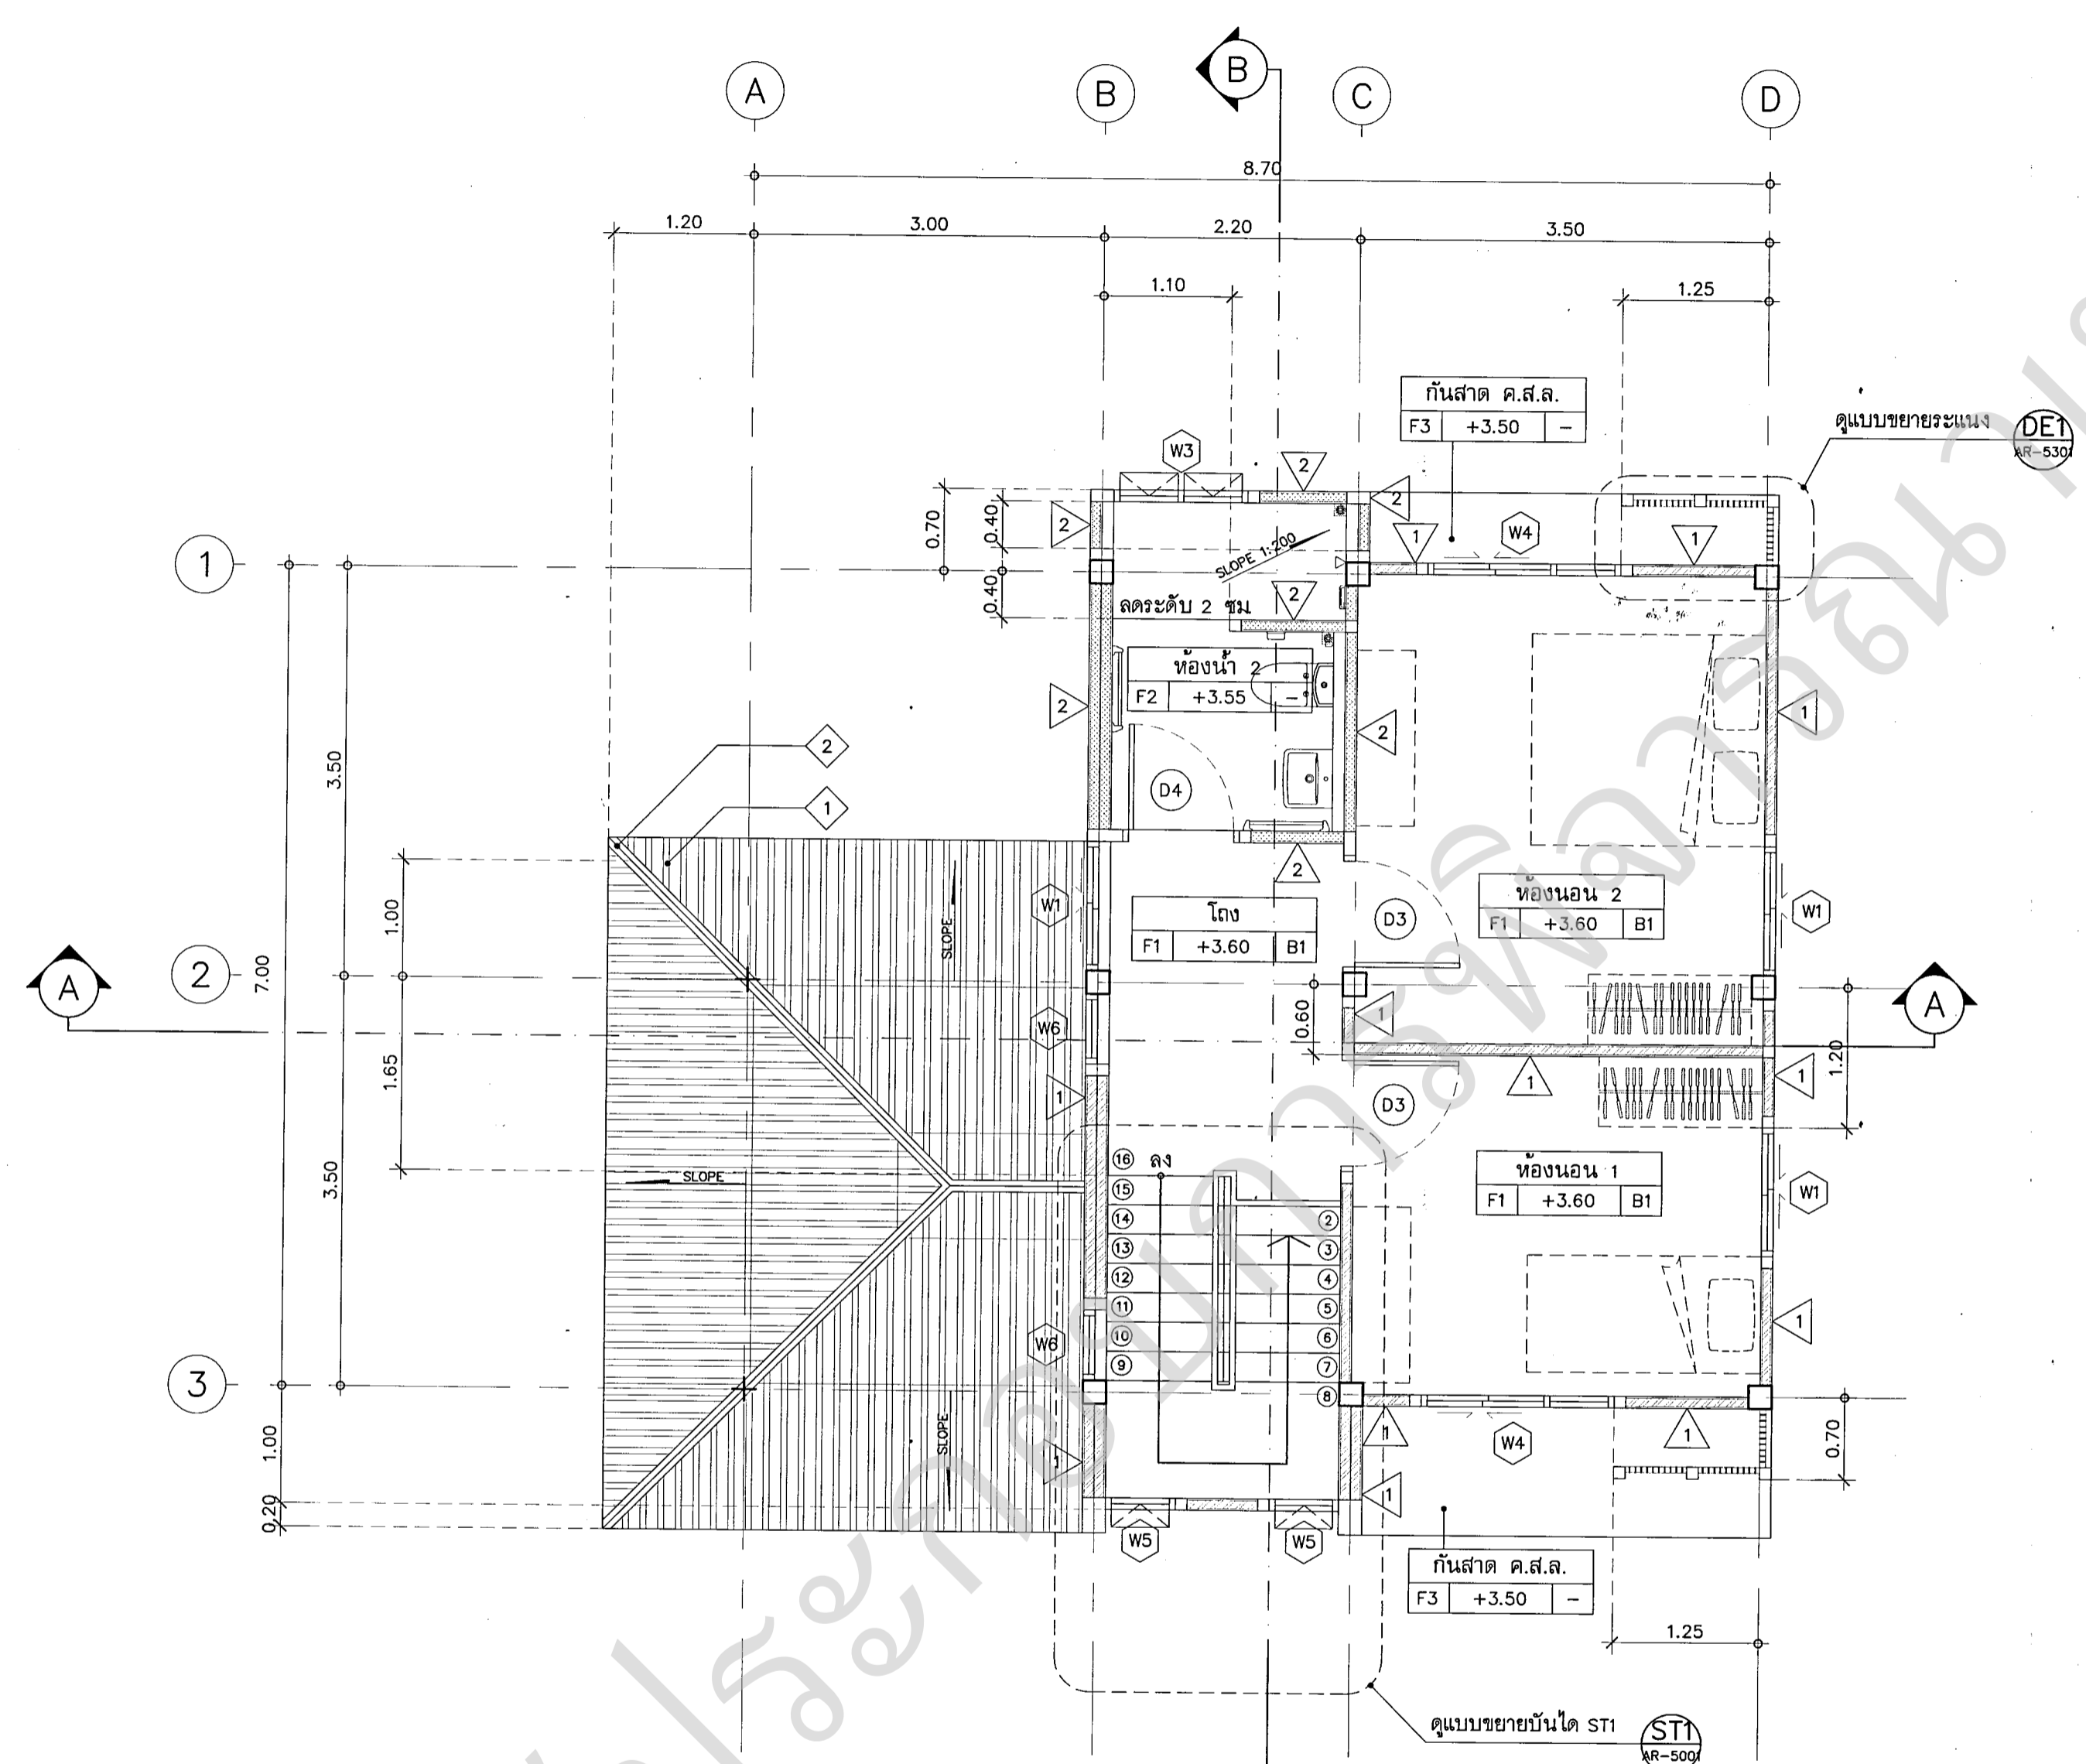 B
A
B
C
D
8.70
1.20
3.00
2.20
3.50
1.10
1.25
กันสาด ค.ส.ล.
F3 +3.50 –
ดูแบบขยายระแนง
DE1
AR-5301
W3
2
2
2
1
W4
1
0.70
0.40
0.40
SLOPE 1:200
1
ลดระดับ 2 ซม
2
ห้องน้ำ 2
F2 +3.55 –
2
2
1
2
1
D4
3.50
1.00
2
W1
โถง
F1 +3.60 B1
D3
ห้องนอน 2
F1 +3.60 B1
W1
SLOPE
A
2
7.00
A
W6
0.60
1
1.65
1
1
1
1.20
D3
16 ลง
15
14
13
12
11
10
9
2
3
4
5
6
7
8
SLOPE
ห้องนอน 1
F1 +3.60 B1
W1
3.50
1
W6
3
1.00
0.20
SLOPE
1
1
W4
1
0.70
1
W5
W5
กันสาด ค.ส.ล.
F3 +3.50 –
1.25
ดูแบบขยายบันได ST1
ST1
AR-5001